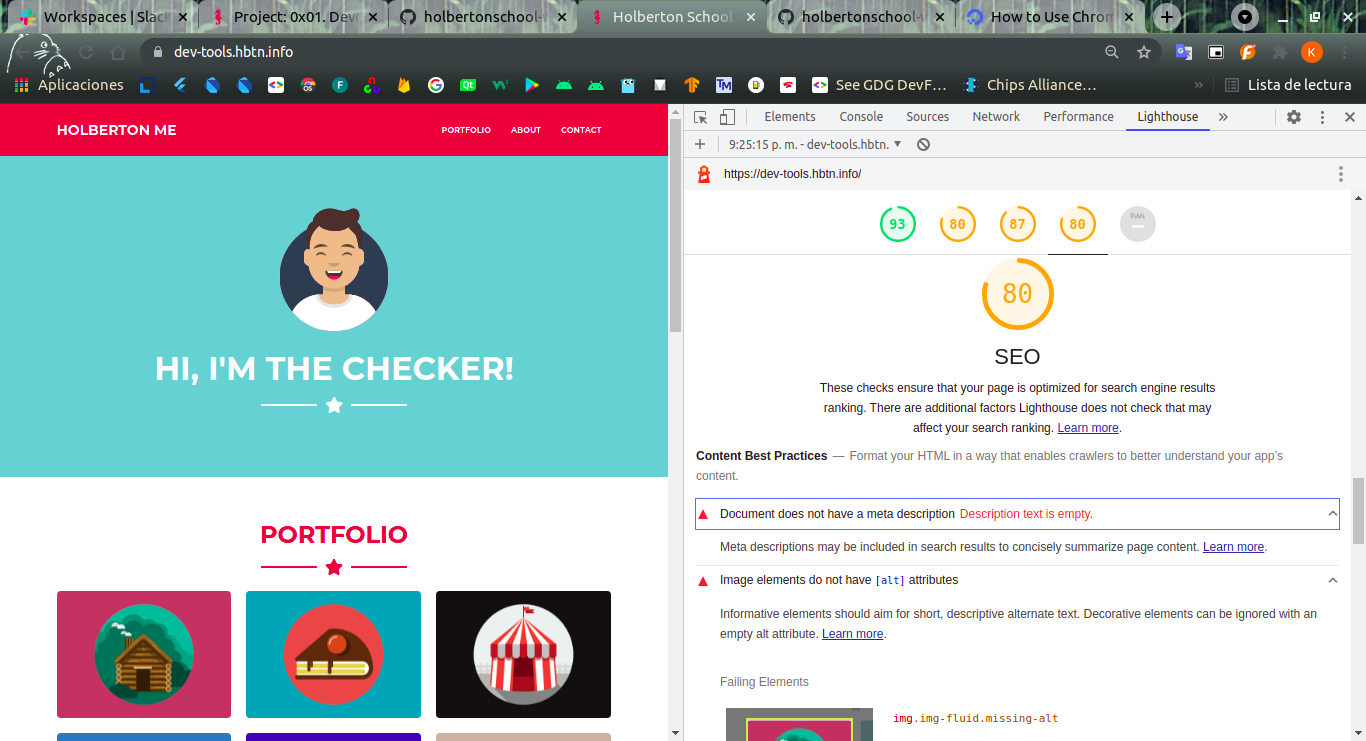 Workspaces | Slac
Project: 0x01. Dev
holbertonschool-w
Holberton School
holbertonschool-w
How to Use Chrom
dev-tools.hbtn.info
K
Aplicaciones
See GDG DevF…
Chips Alliance…
»
Lista de lectura
HOLBERTON ME
PORTFOLIO ABOUT CONTACT
HI, I'M THE CHECKER!
PORTFOLIO
Elements Console Sources Network Performance Lighthouse »
9:25:15 p. m. - dev-tools.hbtn.
https://dev-tools.hbtn.info/
93 80 87 80 PWA
80
SEO
These checks ensure that your page is optimized for search engine results
ranking. There are additional factors Lighthouse does not check that may
affect your search ranking. Learn more.
Content Best Practices — Format your HTML in a way that enables crawlers to better understand your app's
content.
Document does not have a meta description Description text is empty.
Meta descriptions may be included in search results to concisely summarize page content. Learn more.
Image elements do not have [alt] attributes
Informative elements should aim for short, descriptive alternate text. Decorative elements can be ignored with an
empty alt attribute. Learn more.
Failing Elements
img.img-fluid.missing-alt